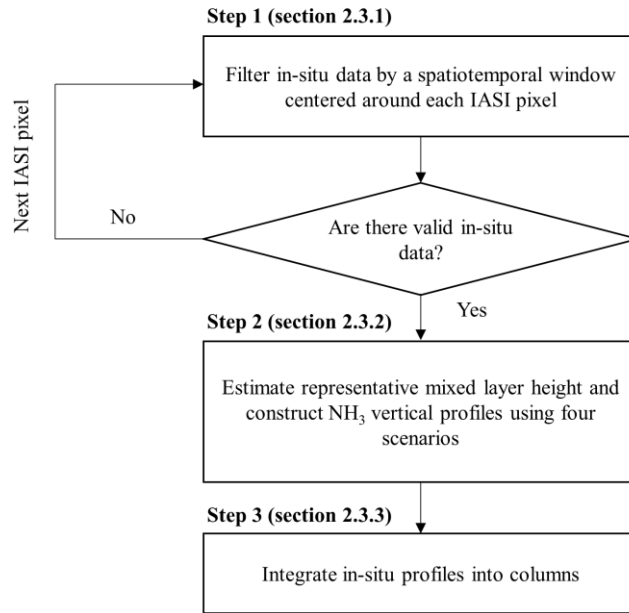 Step 1 (section 2.3.1)
Filter in-situ data by a spatiotemporal window
centered around each IASI pixel
Next IASI pixel
No
Are there valid in-situ
data?
Yes
Step 2 (section 2.3.2)
Estimate representative mixed layer height and
construct NH₃ vertical profiles using four
scenarios
Step 3 (section 2.3.3)
Integrate in-situ profiles into columns